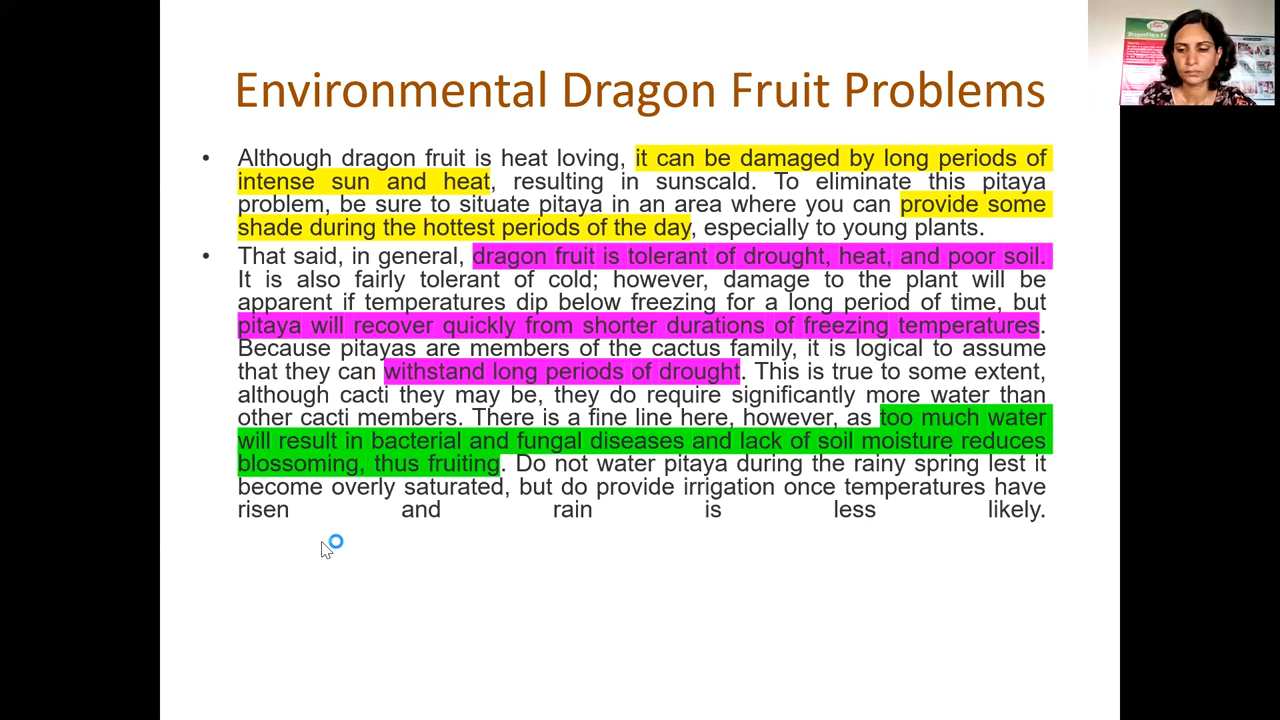 Environmental Dragon Fruit Problems
• Although dragon fruit is heat loving, it can be damaged by long periods of
intense sun and heat, resulting in sunscald. To eliminate this pitaya
problem, be sure to situate pitaya in an area where you can provide some
shade during the hottest periods of the day, especially to young plants.
• That said, in general, dragon fruit is tolerant of drought, heat, and poor soil.
It is also fairly tolerant of cold; however, damage to the plant will be
apparent if temperatures dip below freezing for a long period of time, but
pitaya will recover quickly from shorter durations of freezing temperatures.
Because pitayas are members of the cactus family, it is logical to assume
that they can withstand long periods of drought. This is true to some extent,
although cacti they may be, they do require significantly more water than
other cacti members. There is a fine line here, however, as too much water
will result in bacterial and fungal diseases and lack of soil moisture reduces
blossoming, thus fruiting. Do not water pitaya during the rainy spring lest it
become overly saturated, but do provide irrigation once temperatures have
risen and rain is less likely.